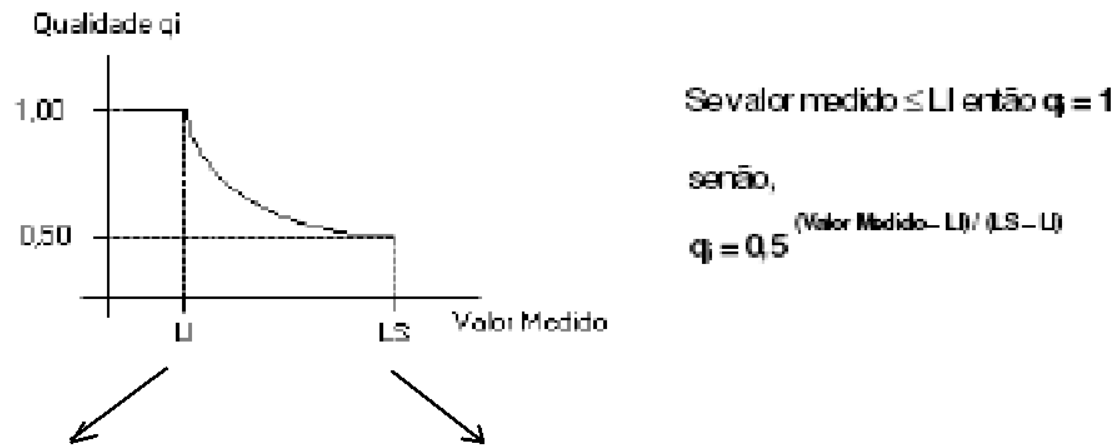 Qualidade qi
1,00
0,50
LI
LS
Valor Medido
Se valor medido ≤ LI então qi = 1
senão,
qi = 0,5 (Valor Medido – LI) / (LS – LI)